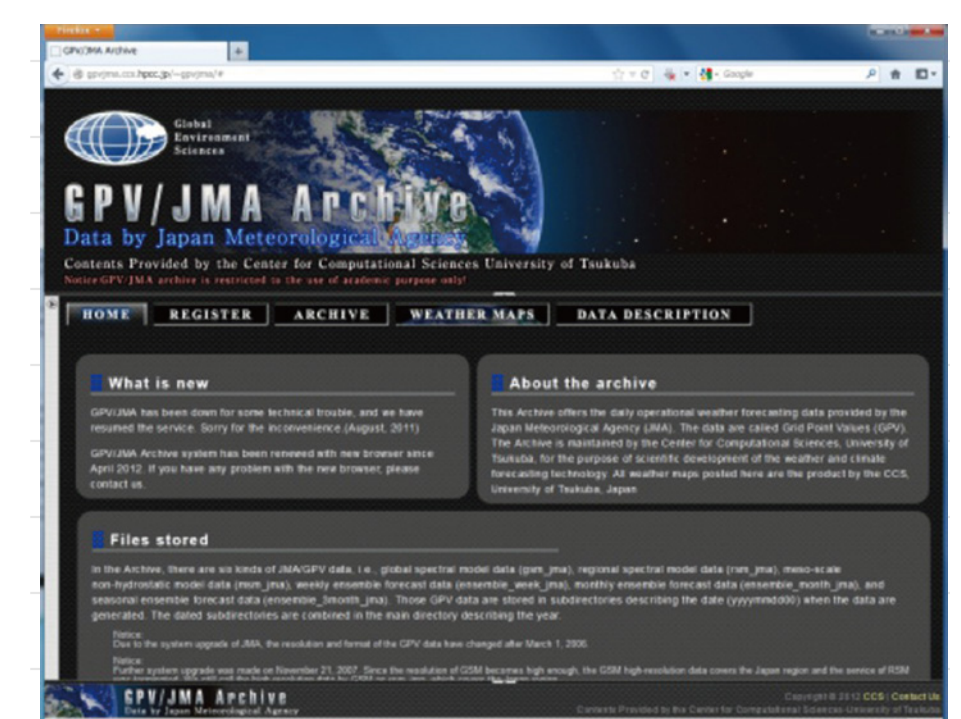 Firefox
GPV/JMA Archive
gpvjma.ccs.hpcc.jp/~gpvjma/#
Google
Global
Environment
Sciences
GPV/JMA Archive
Data by Japan Meteorological Agency
Contents Provided by the Center for Computational Sciences University of Tsukuba
Notice:GPV/JMA archive is restricted to the use of academic purpose only!
HOME
REGISTER
ARCHIVE
WEATHER MAPS
DATA DESCRIPTION
What is new
GPV/JMA has been down for some technical trouble, and we have
resumed the service. Sorry for the inconvenience.(August, 2011)
GPV/JMA Archive system has been renewed with new browser since
April 2012. If you have any problem with the new browser, please
contact us.
About the archive
This Archive offers the daily operational weather forecasting data provided by the
Japan Meteorological Agency (JMA). The data are called Grid Point Values (GPV).
The Archive is maintained by the Center for Computational Sciences, University of
Tsukuba, for the purpose of scientific development of the weather and climate
forecasting technology. All weather maps posted here are the product by the CCS,
University of Tsukuba, Japan
Files stored
In the Archive, there are six kinds of JMA/GPV data, i.e., global spectral model data (gsm_jma), regional spectral model data (rsm_jma), meso-scale
non-hydrostatic model data (msm_jma), weekly ensemble forecast data (ensemble_week_jma), monthly ensemble forecast data (ensemble_month_jma), and
seasonal ensemble forecast data (ensemble_3month_jma). Those GPV data are stored in subdirectories describing the date (yyyymmdd00) when the data are
generated. The dated subdirectories are combined in the main directory describing the year.
Notice:
Due to the system upgrade of JMA, the resolution and format of the GPV data have changed after March 1, 2006.
Notice:
Further system upgrade was made on November 21, 2007. Since the resolution of GSM becomes high enough, the GSM high-resolution data covers the Japan region and the service of RSM
GPV/JMA Archive
Data by Japan Meteorological Agency
Copyright © 2012 CCS | Contact Us
Contents Provided by the Center for Computational Sciences University of Tsukuba